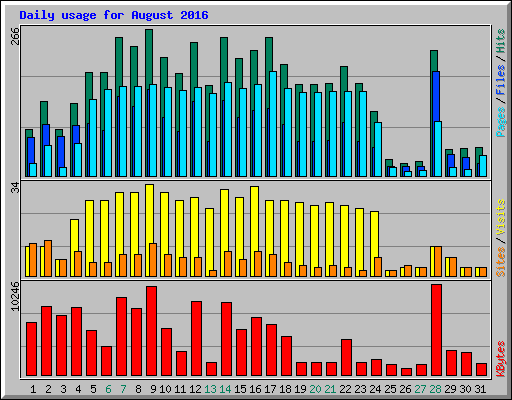 Daily usage for August 2016
266
Pages/Files/Hits
34
Sites/Visits
10246
KBytes
1 2 3 4 5 6 7 8 9 10 11 12 13 14 15 16 17 18 19 20 21 22 23 24 25 26 27 28 29 30 31